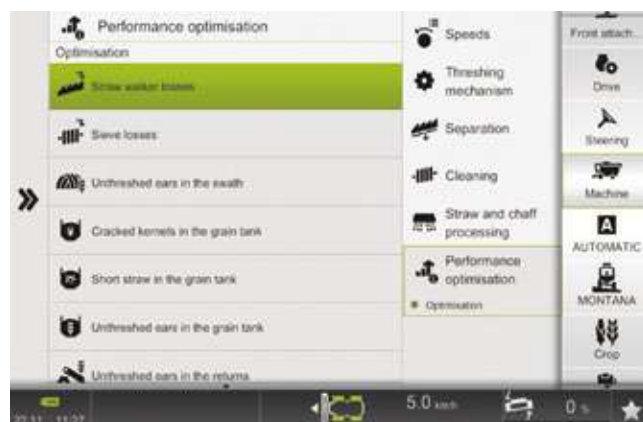 Performance optimisation
Optimisation
Straw walker losses
Sieve losses
Unthreshed ears in the swath
Cracked kernels in the grain tank
Short straw in the grain tank
Unthreshed ears in the grain tank
Unthreshed ears in the returns
Speeds
Threshing
mechanism
Separation
Cleaning
Straw and chaff
processing
Performance
optimisation
Optimisation
Front attach..
Drive
Steering
Machine
A
AUTOMATIC
MONTANA
Crop
5.0 km/h
0 %